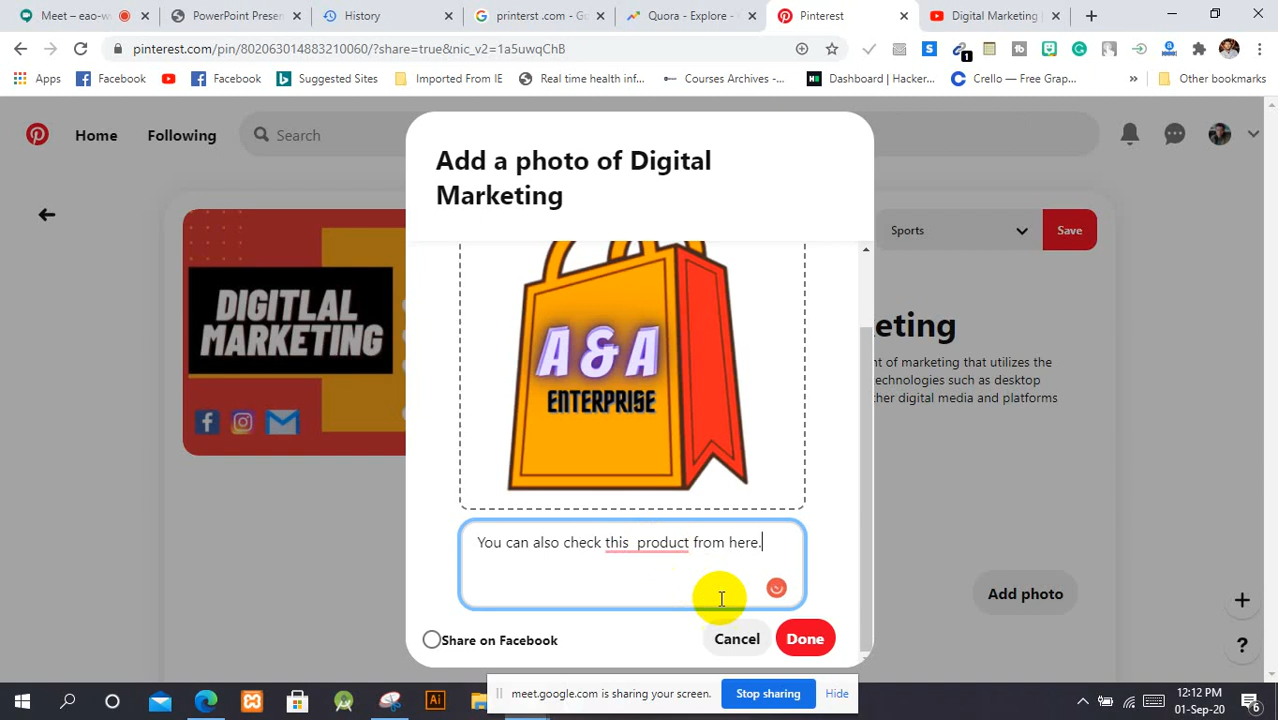 Meet – eao-w
PowerPoint Presen
History
printerst .com - Go
Quora - Explore -
Pinterest
Digital Marketing
pinterest.com/pin/802063014883210060/?share=true&nic_v2=1a5uwqChB
1
Apps
Facebook
Facebook
Suggested Sites
Imported From IE
Real time health inf...
Courses Archives -...
Dashboard | Hacker...
Crello — Free Grap...
»
Other bookmarks
Home
Following
Search
Add a photo of Digital
Marketing
Sports
Save
DIGITLAL
MARKETING
A & A
ENTERPRISE
eting
nt of marketing that utilizes the
echnologies such as desktop
ther digital media and platforms
You can also check this  product from here.
Add photo
Share on Facebook
Cancel
Done
?
meet.google.com is sharing your screen.
Stop sharing
Hide
12:12 PM
01-Sep-20
6